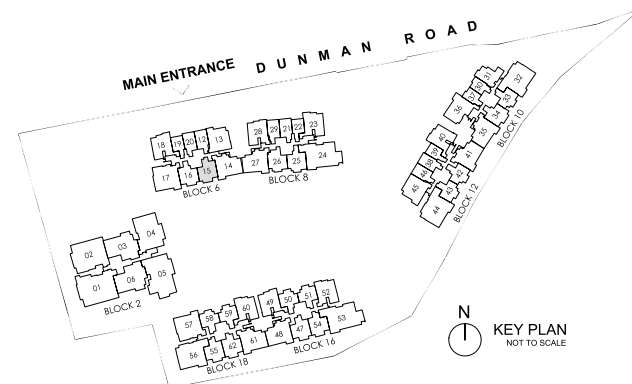 DUNMAN ROAD
MAIN ENTRANCE
18 19 20 12 13
17 16 15 14
BLOCK 6
28 29 21 22 23
27 26 25 24
BLOCK 8
31 32
30
37 33
36 34
35
BLOCK 10
40
39 41
38
46 42
45 43
44
BLOCK 12
02 03 04
01 06 05
BLOCK 2
57 58 59 60
56 55 62 61
BLOCK 18
49 50 51 52
48 47 54 53
BLOCK 16
N
KEY PLAN
NOT TO SCALE